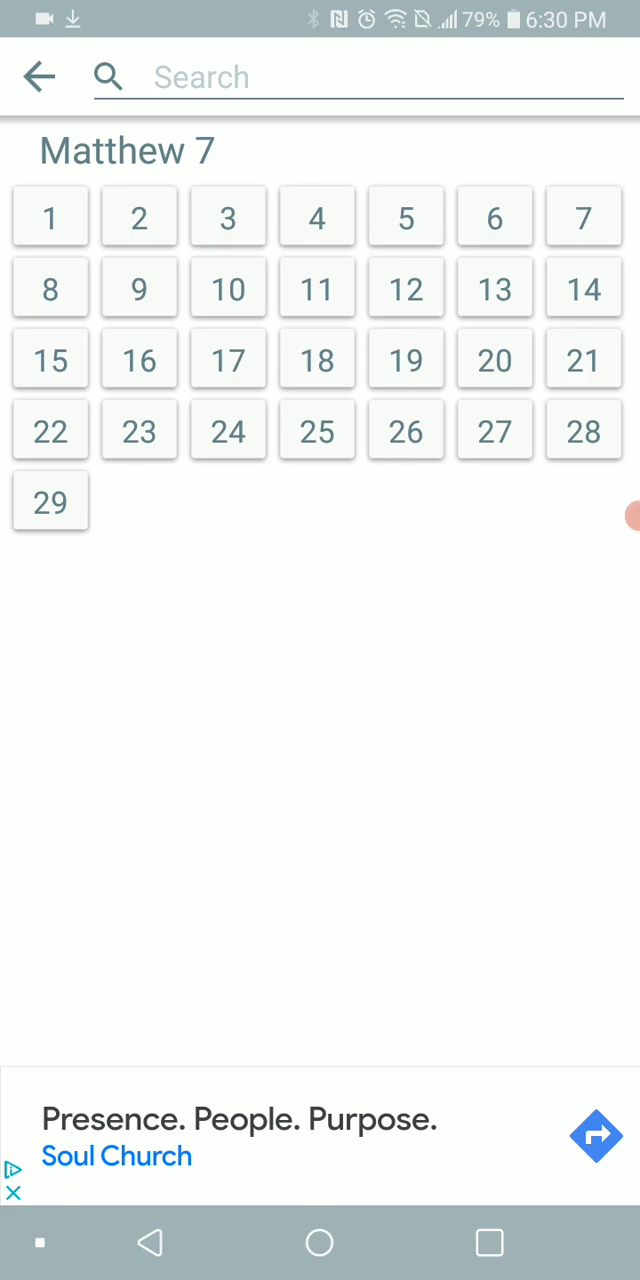 79% 6:30 PM
Search
Matthew 7
1 2 3 4 5 6 7
8 9 10 11 12 13 14
15 16 17 18 19 20 21
22 23 24 25 26 27 28
29
Presence. People. Purpose.
Soul Church